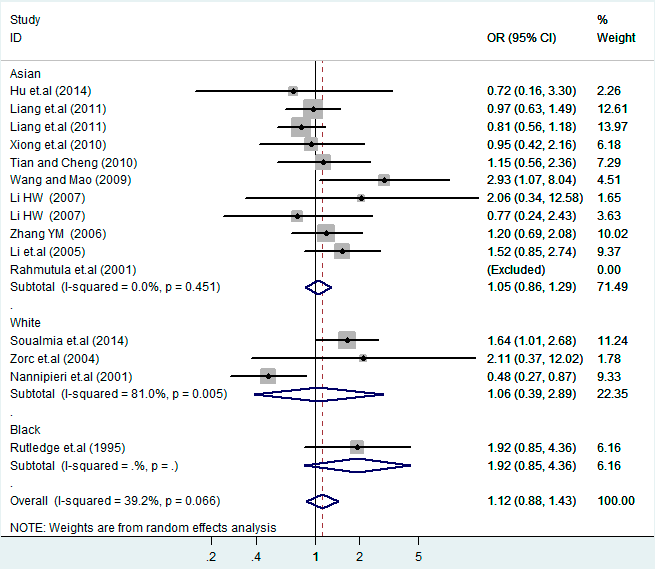 Study %
ID OR (95% CI) Weight
Asian
Hu et.al (2014) 0.72 (0.16, 3.30) 2.26
Liang et.al (2011) 0.97 (0.63, 1.49) 12.61
Liang et.al (2011) 0.81 (0.56, 1.18) 13.97
Xiong et.al (2010) 0.95 (0.42, 2.16) 6.18
Tian and Cheng (2010) 1.15 (0.56, 2.36) 7.29
Wang and Mao (2009) 2.93 (1.07, 8.04) 4.51
Li HW (2007) 2.06 (0.34, 12.58) 1.65
Li HW (2007) 0.77 (0.24, 2.43) 3.63
Zhang YM (2006) 1.20 (0.69, 2.08) 10.02
Li et.al (2005) 1.52 (0.85, 2.74) 9.37
Rahmutula et.al (2001) (Excluded) 0.00
Subtotal (I-squared = 0.0%, p = 0.451) 1.05 (0.86, 1.29) 71.49
.
White
Soualmia et.al (2014) 1.64 (1.01, 2.68) 11.24
Zorc et.al (2004) 2.11 (0.37, 12.02) 1.78
Nannipieri et.al (2001) 0.48 (0.27, 0.87) 9.33
Subtotal (I-squared = 81.0%, p = 0.005) 1.06 (0.39, 2.89) 22.35
.
Black
Rutledge et.al (1995) 1.92 (0.85, 4.36) 6.16
Subtotal (I-squared = .%, p = .) 1.92 (0.85, 4.36) 6.16
.
Overall (I-squared = 39.2%, p = 0.066) 1.12 (0.88, 1.43) 100.00
NOTE: Weights are from random effects analysis
.2 .4 1 2 5